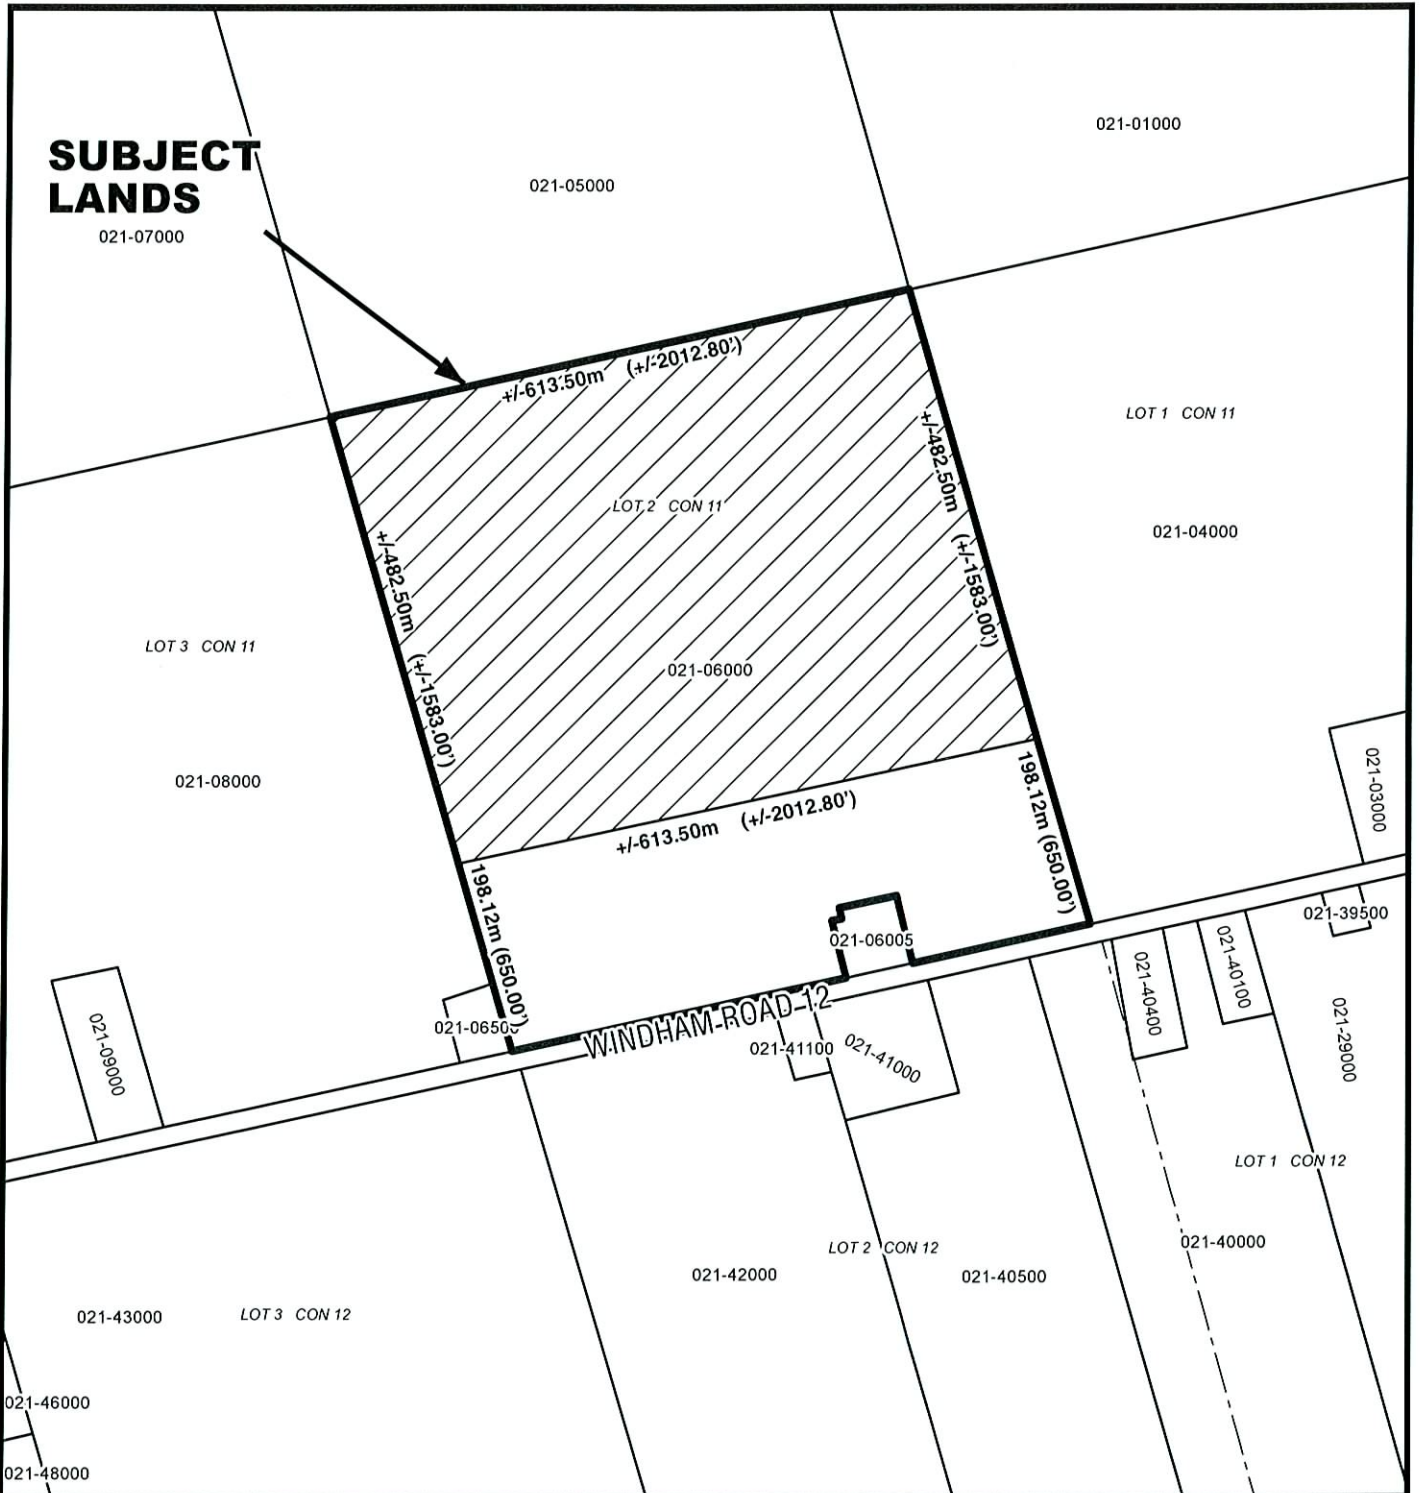 021-01000
SUBJECT
LANDS
021-05000
021-07000
+/-613.50m (+/-2012.80')
LOT 1 CON 11
+/-482.50m (+/-1583.00')
LOT 2 CON 11
021-04000
+/-482.50m (+/-1583.00')
LOT 3 CON 11
021-06000
021-08000
021-03000
+/-613.50m (+/-2012.80')
198.12m (650.00')
198.12m (650.00')
021-39500
021-06005
021-40100
021-40400
021-06500
WINDHAM ROAD 12
021-09000
021-41100
021-41000
021-29000
LOT 1 CON 12
021-40000
LOT 2 CON 12
021-42000
021-40500
021-43000
LOT 3 CON 12
021-46000
021-48000